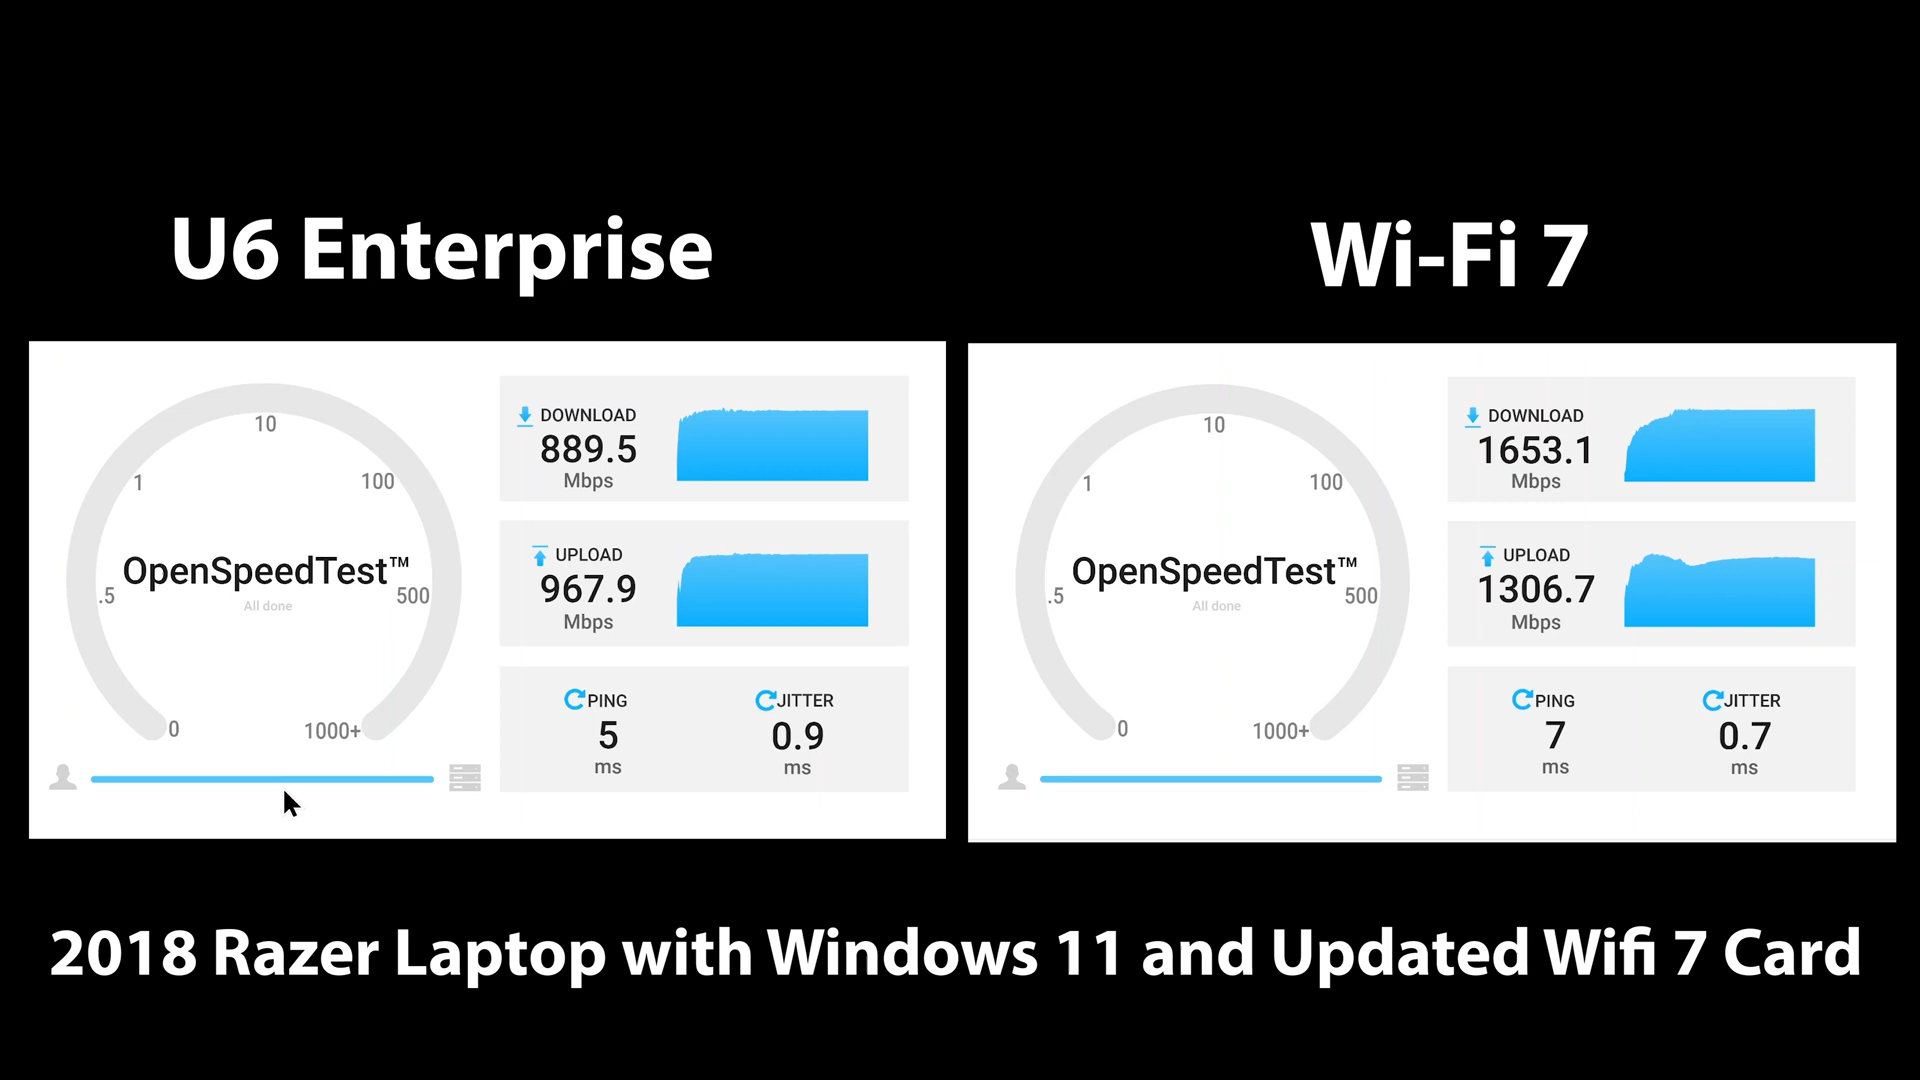 U6 Enterprise
Wi-Fi 7
10
1
100
OpenSpeedTest™
.5
500
All done
0
1000+
DOWNLOAD
889.5
Mbps
UPLOAD
967.9
Mbps
PING
5
ms
JITTER
0.9
ms
10
1
100
OpenSpeedTest™
.5
500
All done
0
1000+
DOWNLOAD
1653.1
Mbps
UPLOAD
1306.7
Mbps
PING
7
ms
JITTER
0.7
ms
2018 Razer Laptop with Windows 11 and Updated Wifi 7 Card